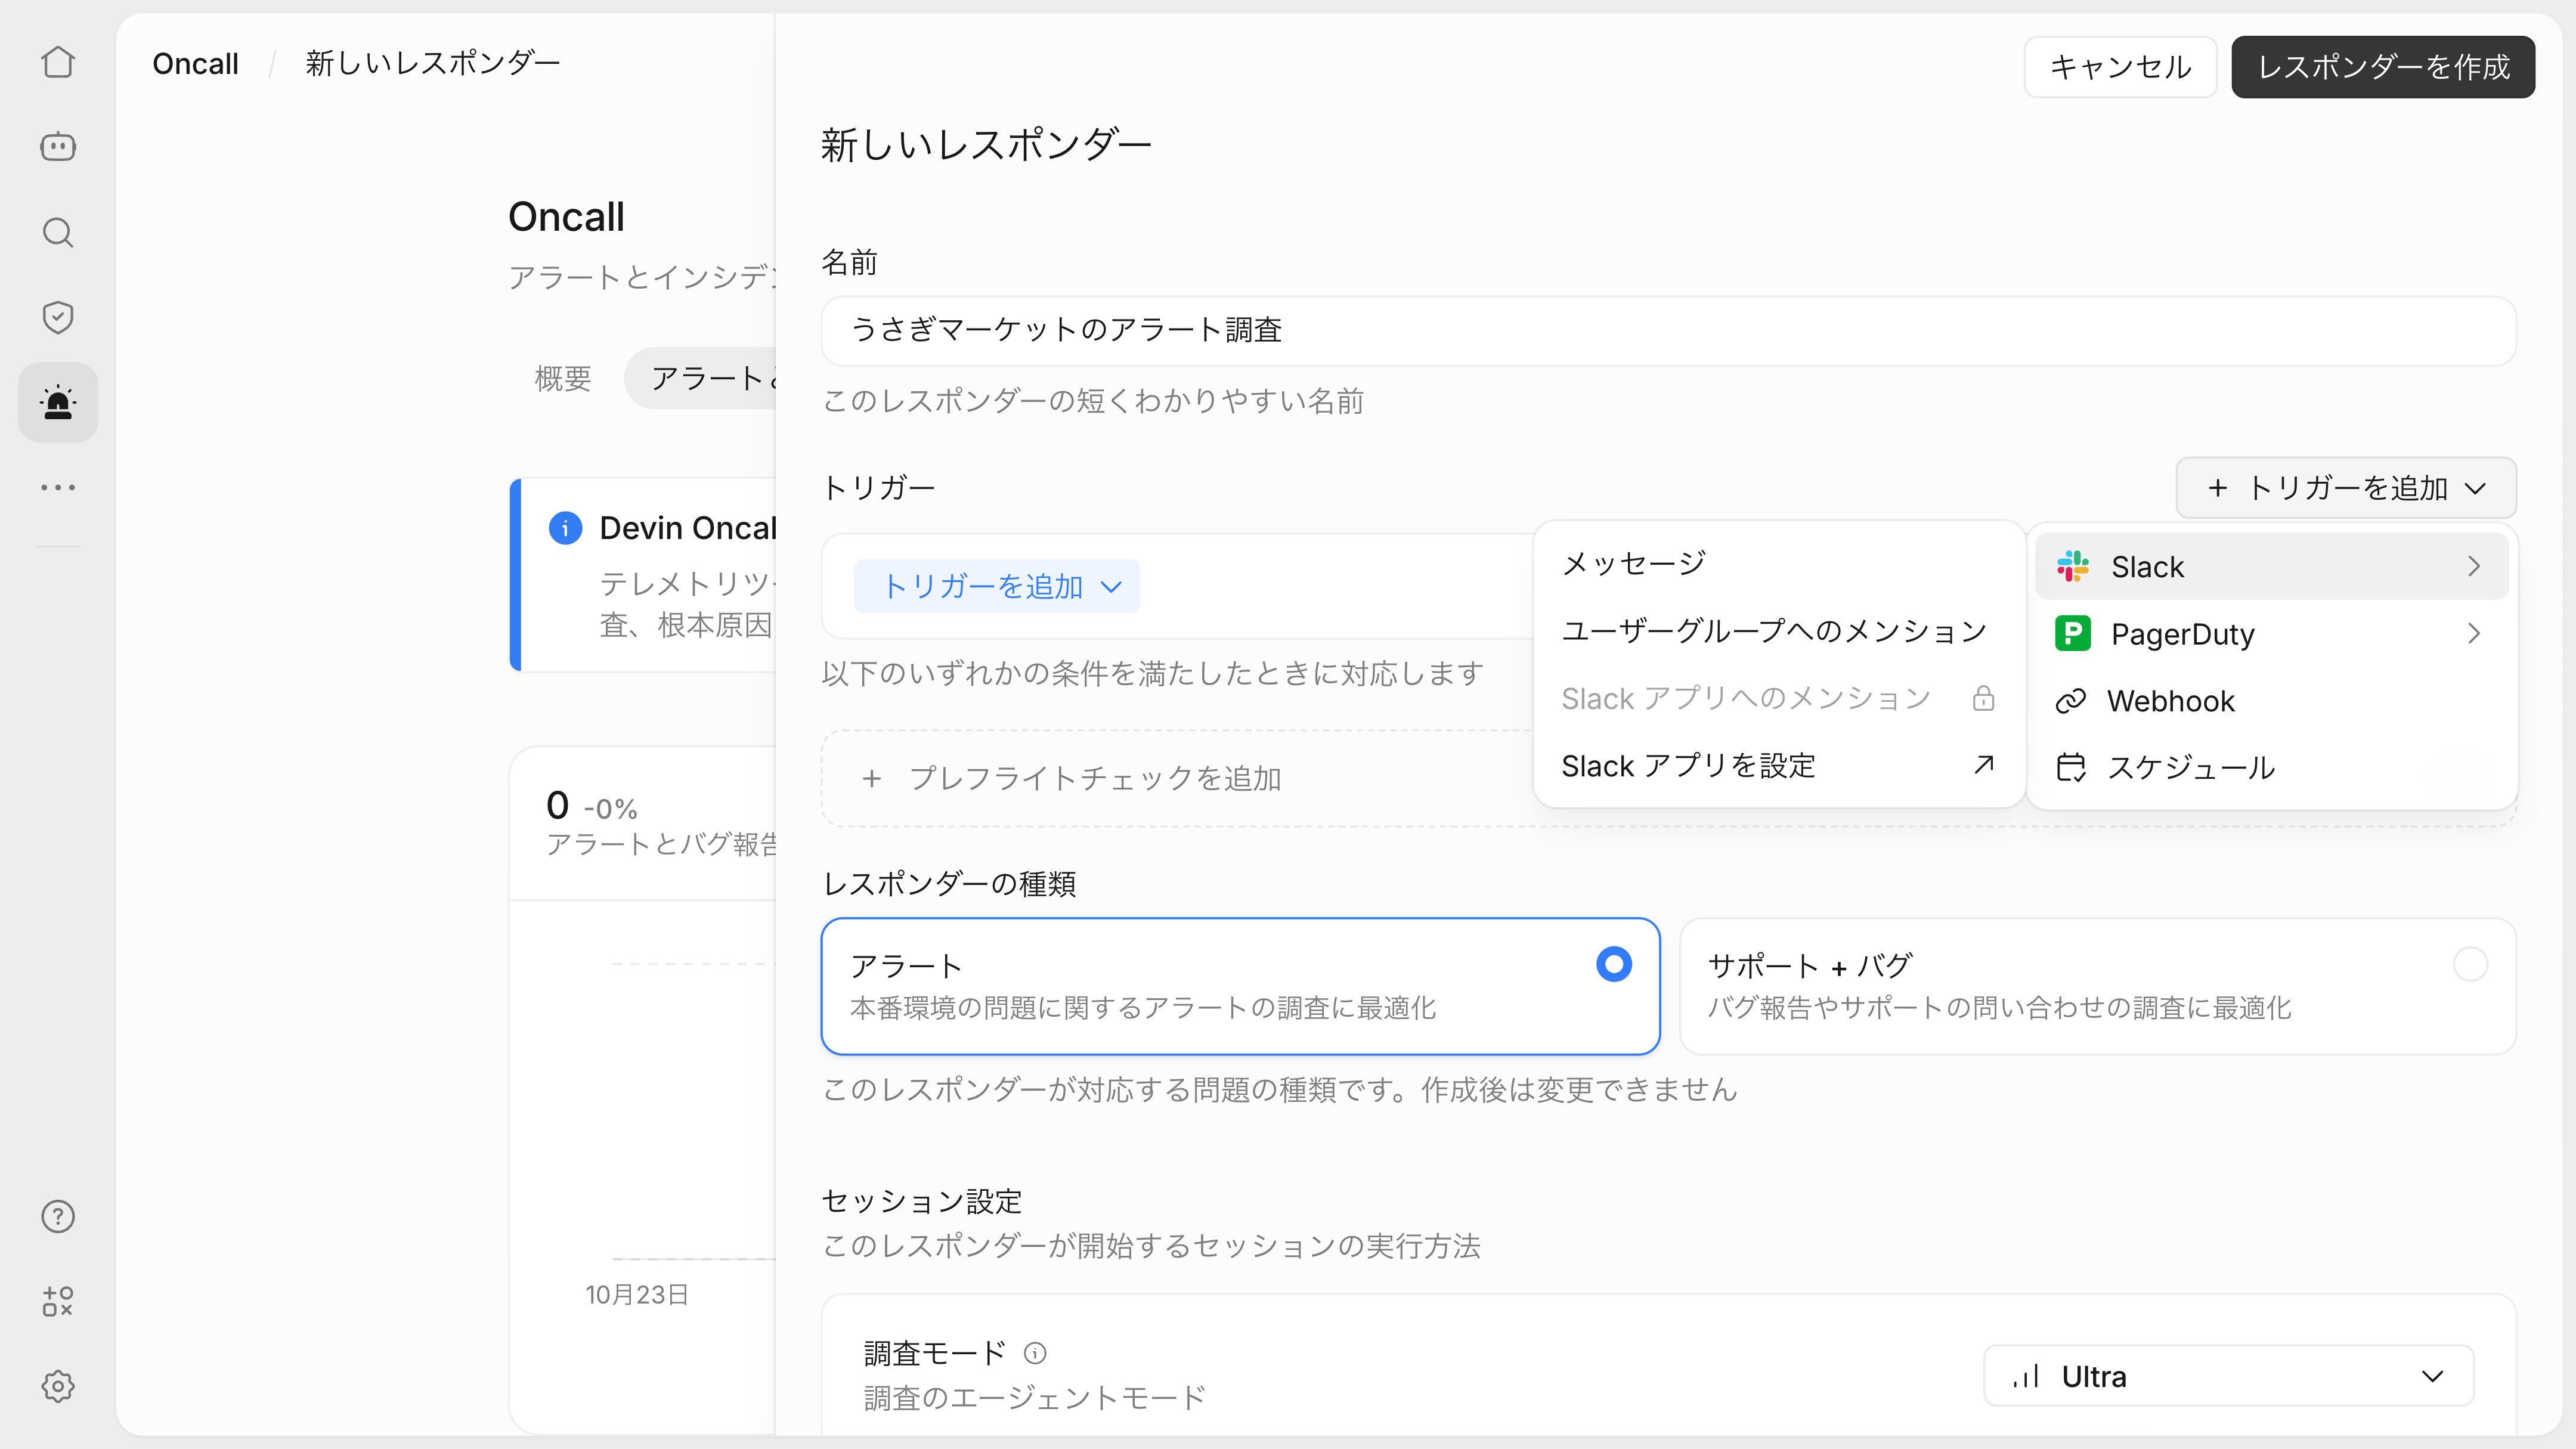 Oncall / 新しいレスポンダー
キャンセル
レスポンダーを作成
新しいレスポンダー
Oncall
アラートとインシデン
概要
アラートと
Devin Oncal
テレメトリツ
査、根本原因
0 -0%
アラートとバグ報告
10月23日
名前
うさぎマーケットのアラート調査
このレスポンダーの短くわかりやすい名前
トリガー
+ トリガーを追加
トリガーを追加
以下のいずれかの条件を満たしたときに対応します
+ プレフライトチェックを追加
メッセージ
ユーザーグループへのメンション
Slack アプリへのメンション
Slack アプリを設定
Slack
PagerDuty
Webhook
スケジュール
レスポンダーの種類
アラート
本番環境の問題に関するアラートの調査に最適化
サポート + バグ
バグ報告やサポートの問い合わせの調査に最適化
このレスポンダーが対応する問題の種類です。作成後は変更できません
セッション設定
このレスポンダーが開始するセッションの実行方法
調査モード
調査のエージェントモード
Ultra